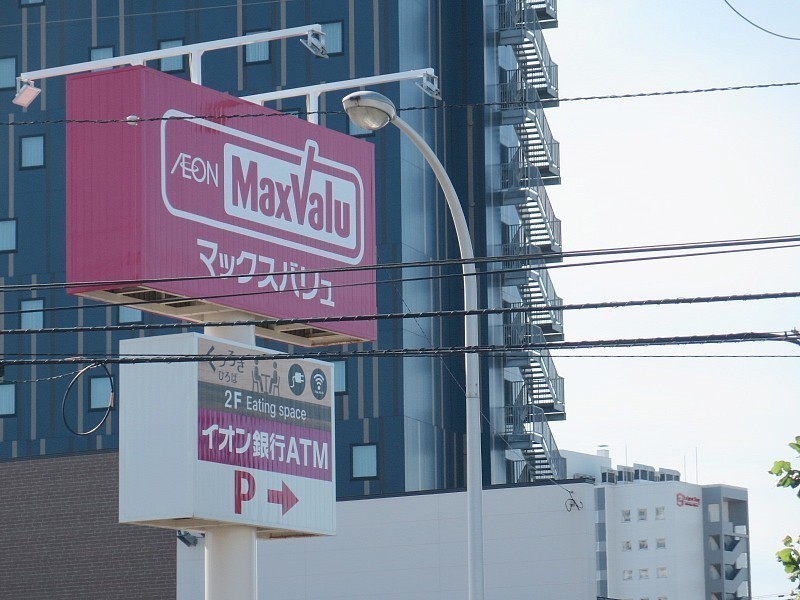 ÆON
MaxValu
マックスバリュ
くつろぎ
ひろば
2F Eating space
イオン銀行ATM
P